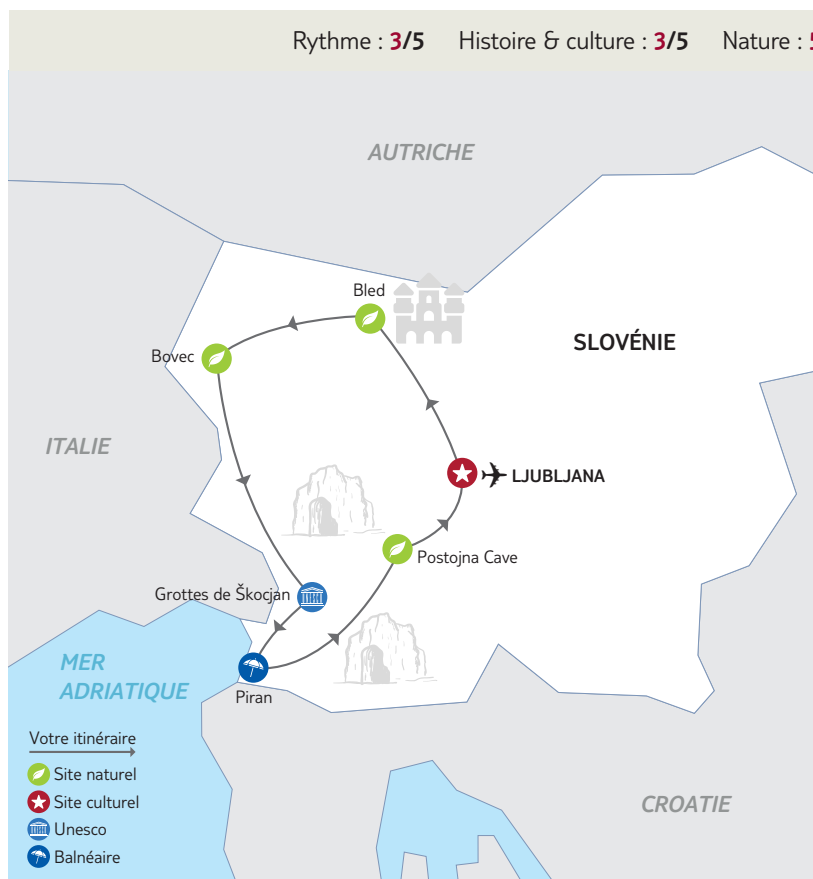 Rythme : 3/5 Histoire & culture : 3/5 Nature :
AUTRICHE
Bled
SLOVÉNIE
Bovec
ITALIE
LJUBLJANA
Postojna Cave
Grottes de Škocjan
MER
ADRIATIQUE
Piran
Votre itinéraire
Site naturel
Site culturel
CROATIE
Unesco
Balnéaire